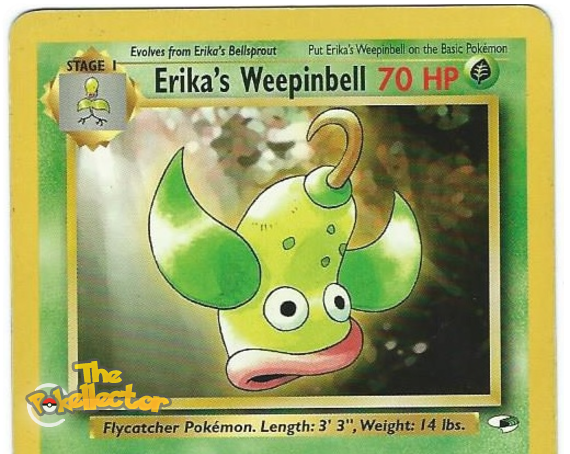 Evolves from Erika's Bellsprout
Put Erika's Weepinbell on the Basic Pokémon
STAGE 1
Erika's Weepinbell 70 HP
The
Pokellector
Flycatcher Pokémon. Length: 3' 3", Weight: 14 lbs.